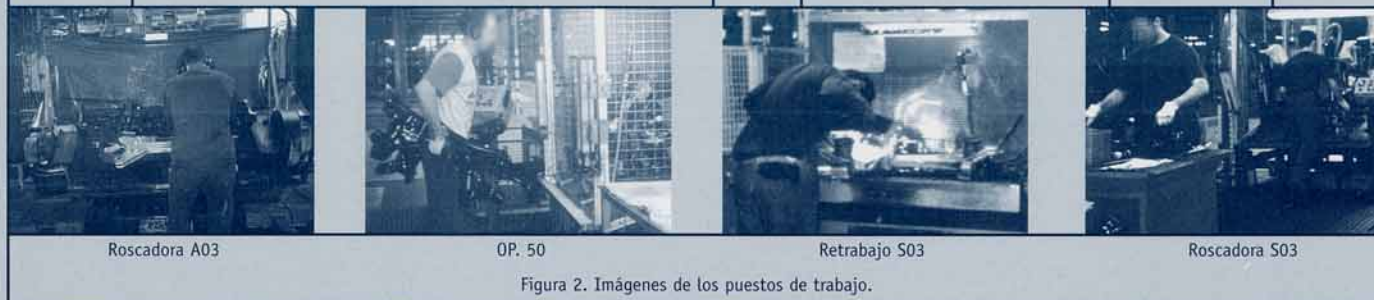 Roscadora A03
OP. 50
Retrabajo S03
Roscadora S03
Figura 2. Imágenes de los puestos de trabajo.